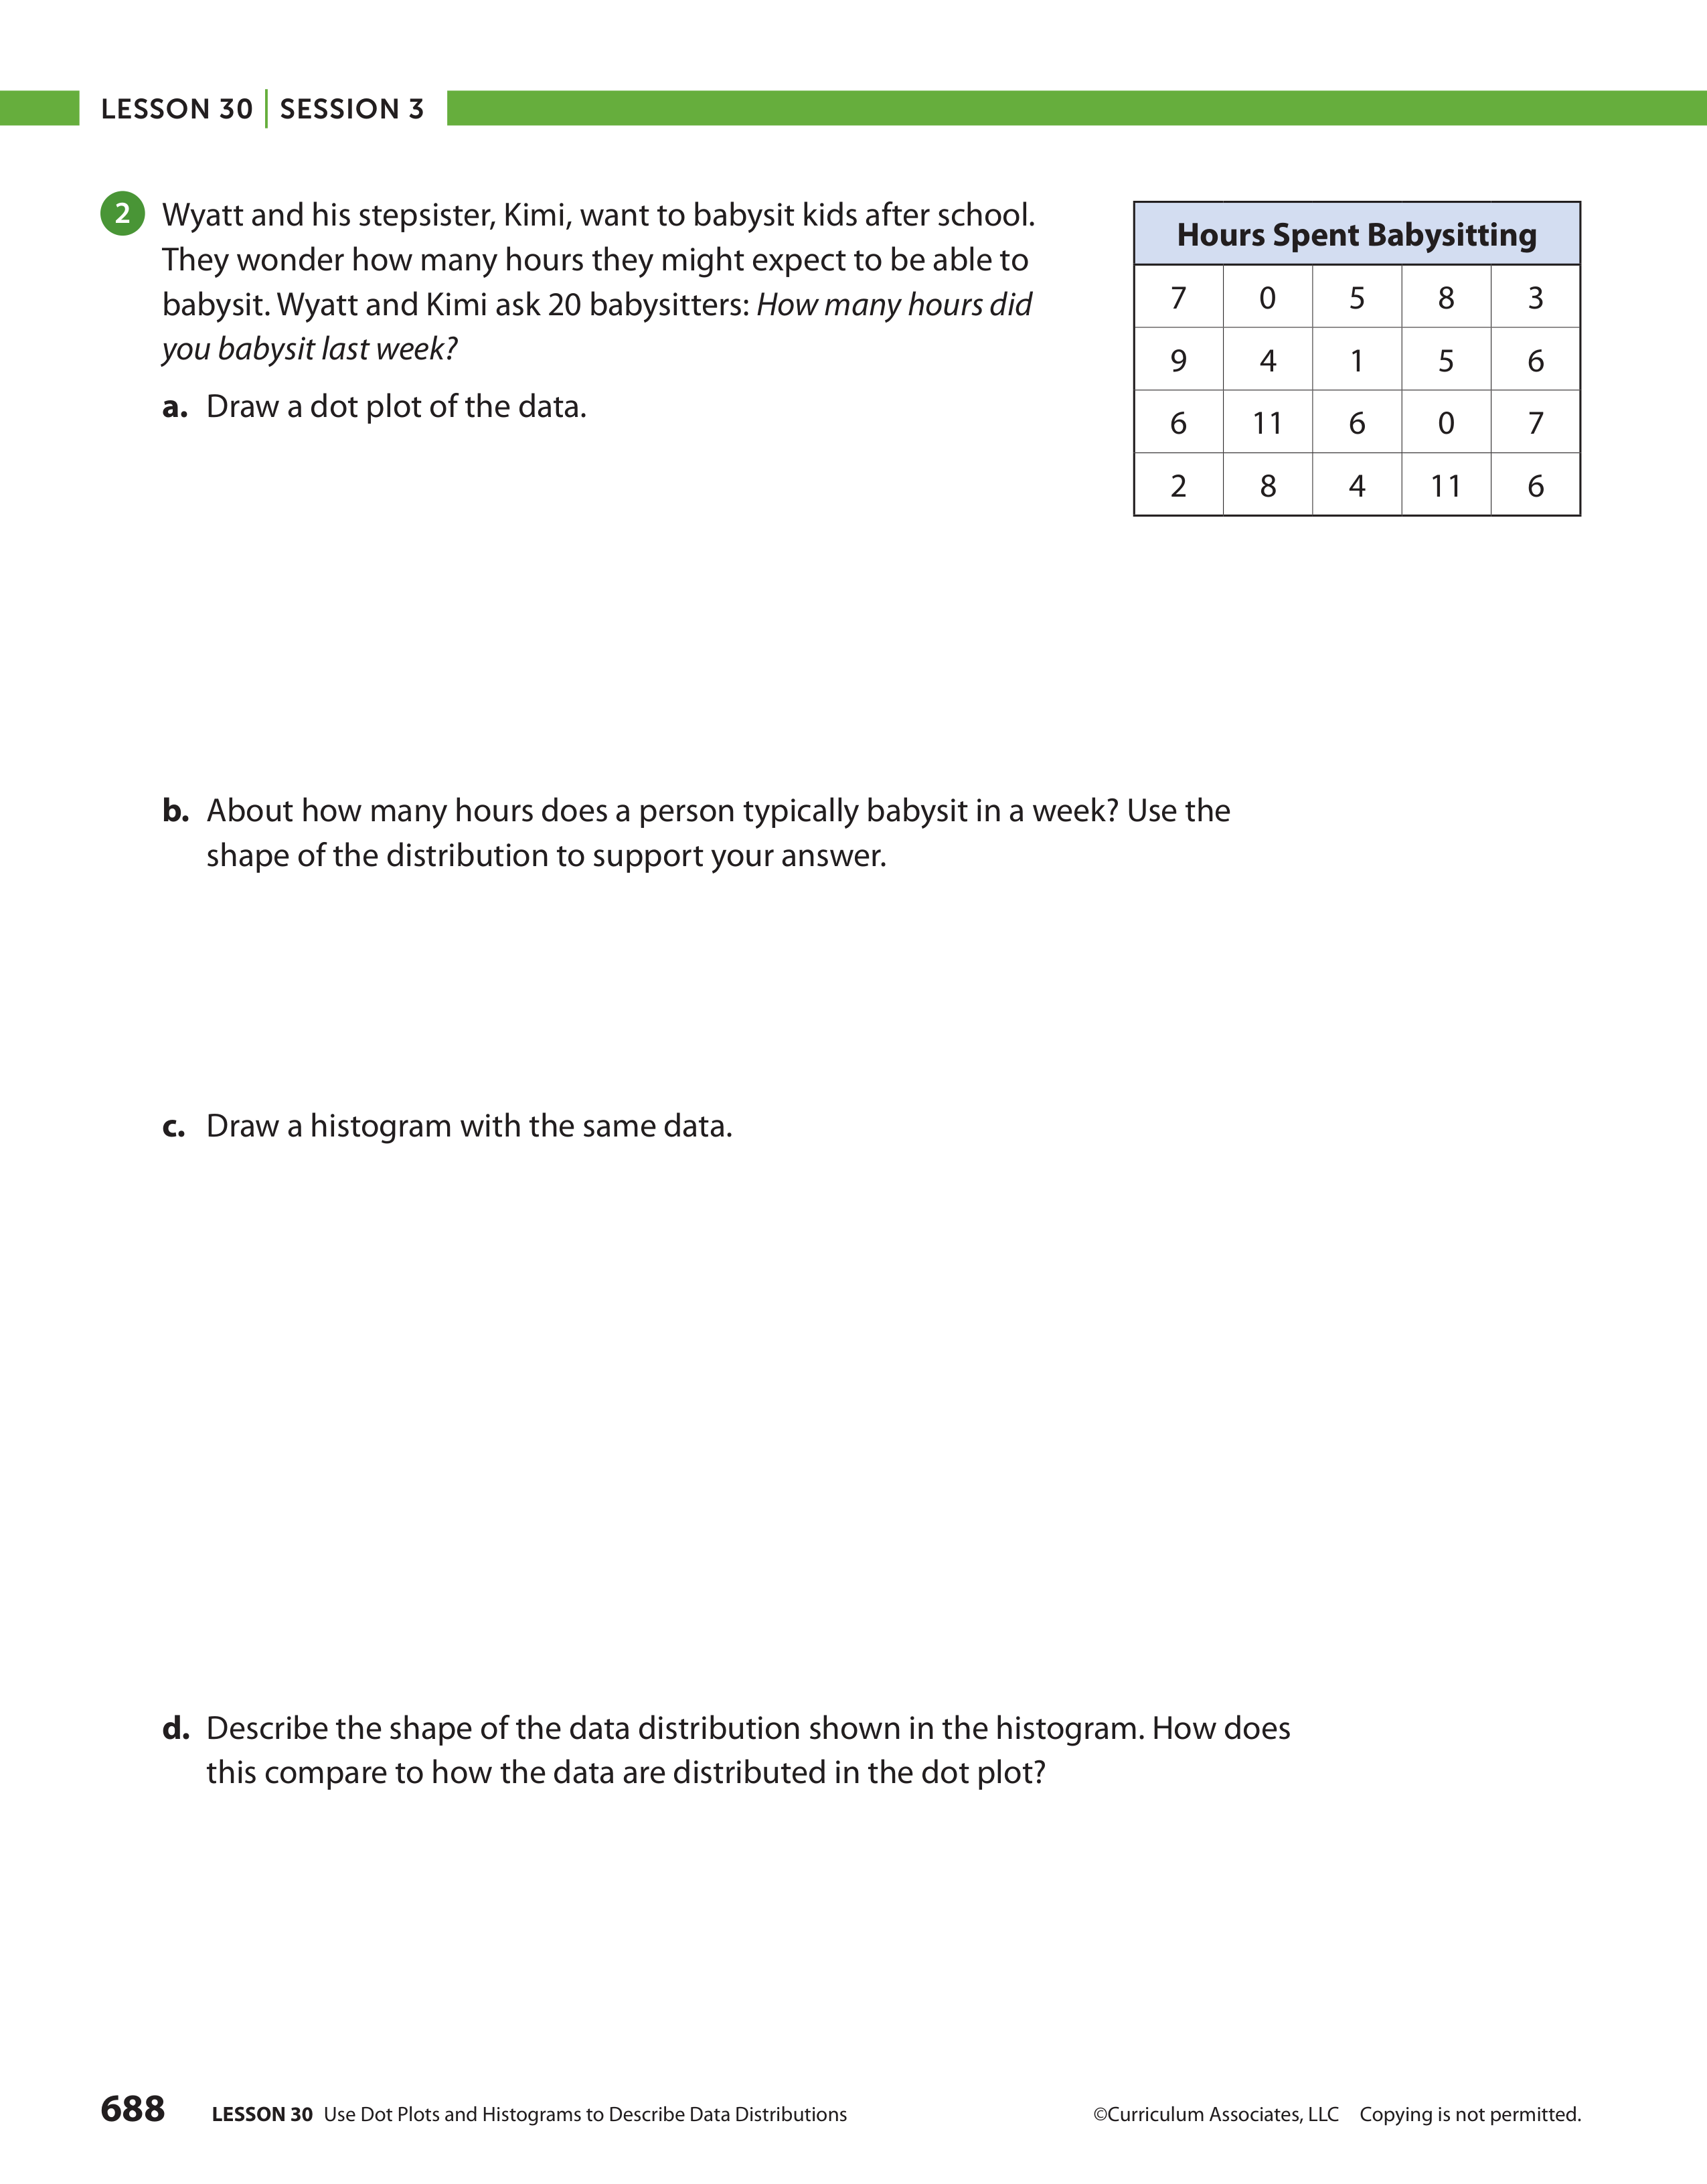 LESSON 30 | SESSION 3
2 Wyatt and his stepsister, Kimi, want to babysit kids after school.
They wonder how many hours they might expect to be able to
babysit. Wyatt and Kimi ask 20 babysitters: How many hours did
you babysit last week?
a. Draw a dot plot of the data.
Hours Spent Babysitting
7 0 5 8 3
9 4 1 5 6
6 11 6 0 7
2 8 4 11 6
b. About how many hours does a person typically babysit in a week? Use the
shape of the distribution to support your answer.
c. Draw a histogram with the same data.
d. Describe the shape of the data distribution shown in the histogram. How does
this compare to how the data are distributed in the dot plot?
688 LESSON 30 Use Dot Plots and Histograms to Describe Data Distributions ©Curriculum Associates, LLC Copying is not permitted.